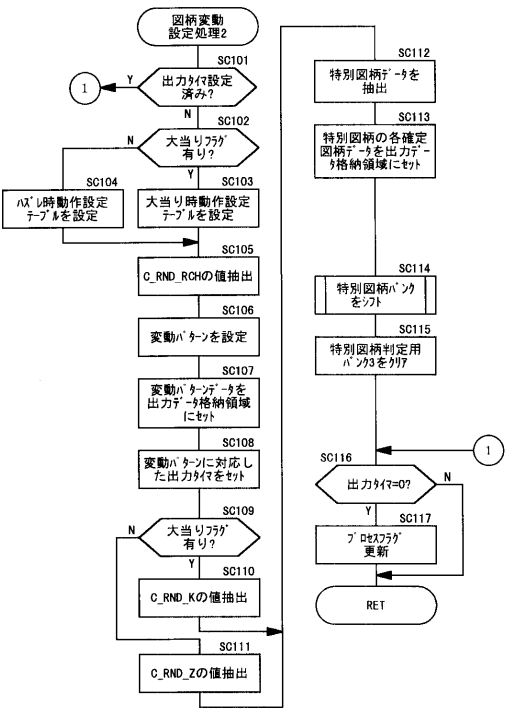 図柄変動
設定処理2
SC101
出力ﾀｲﾏ設定
済み?
Y
1
N
SC102
大当りﾌﾗｸﾞ
有り?
N
Y
SC104
ﾊｽﾞﾚ時動作設定
テーブルを設定
SC103
大当り時動作設定
テーブルを設定
SC105
C_RND_RCHの値抽出
SC106
変動ﾊﾟﾀｰﾝを設定
SC107
変動ﾊﾟﾀｰﾝﾃﾞｰﾀを
出力データ格納領域
にセット
SC108
変動ﾊﾟﾀｰﾝに対応し
た出力ﾀｲﾏをｾｯﾄ
SC109
大当りﾌﾗｸﾞ
有り?
N
Y
SC110
C_RND_Kの値抽出
SC111
C_RND_Zの値抽出
SC112
特別図柄ﾃﾞｰﾀを
抽出
SC113
特別図柄の各確定
図柄データを出力デー
タ格納領域にセット
SC114
特別図柄ﾊﾞﾝｸ
をｼﾌﾄ
SC115
特別図柄判定用
ﾊﾞﾝｸ3をｸﾘｱ
1
SC116
出力ﾀｲﾏ=0?
N
Y
SC117
ﾌﾟﾛｾｽﾌﾗｸﾞ
更新
RET